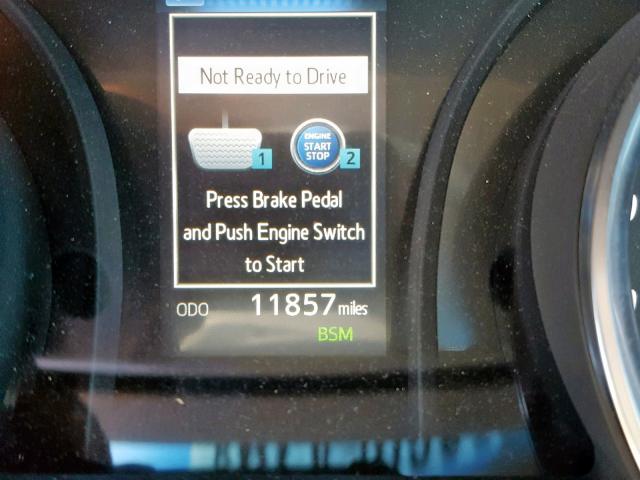 Not Ready to Drive
1
ENGINE
START
STOP
2
Press Brake Pedal
and Push Engine Switch
to Start
ODO 11857 miles
BSM